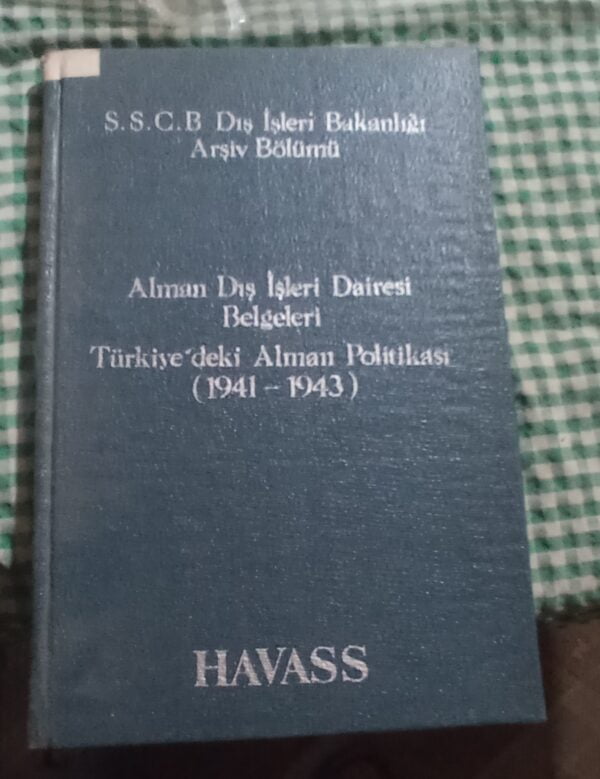 S.S.C.B Dış İşleri Bakanlığı
Arşiv Bölümü
Alman Dış İşleri Dairesi
Belgeleri
Türkiye'deki Alman Politikası
(1941 - 1943)
HAVASS